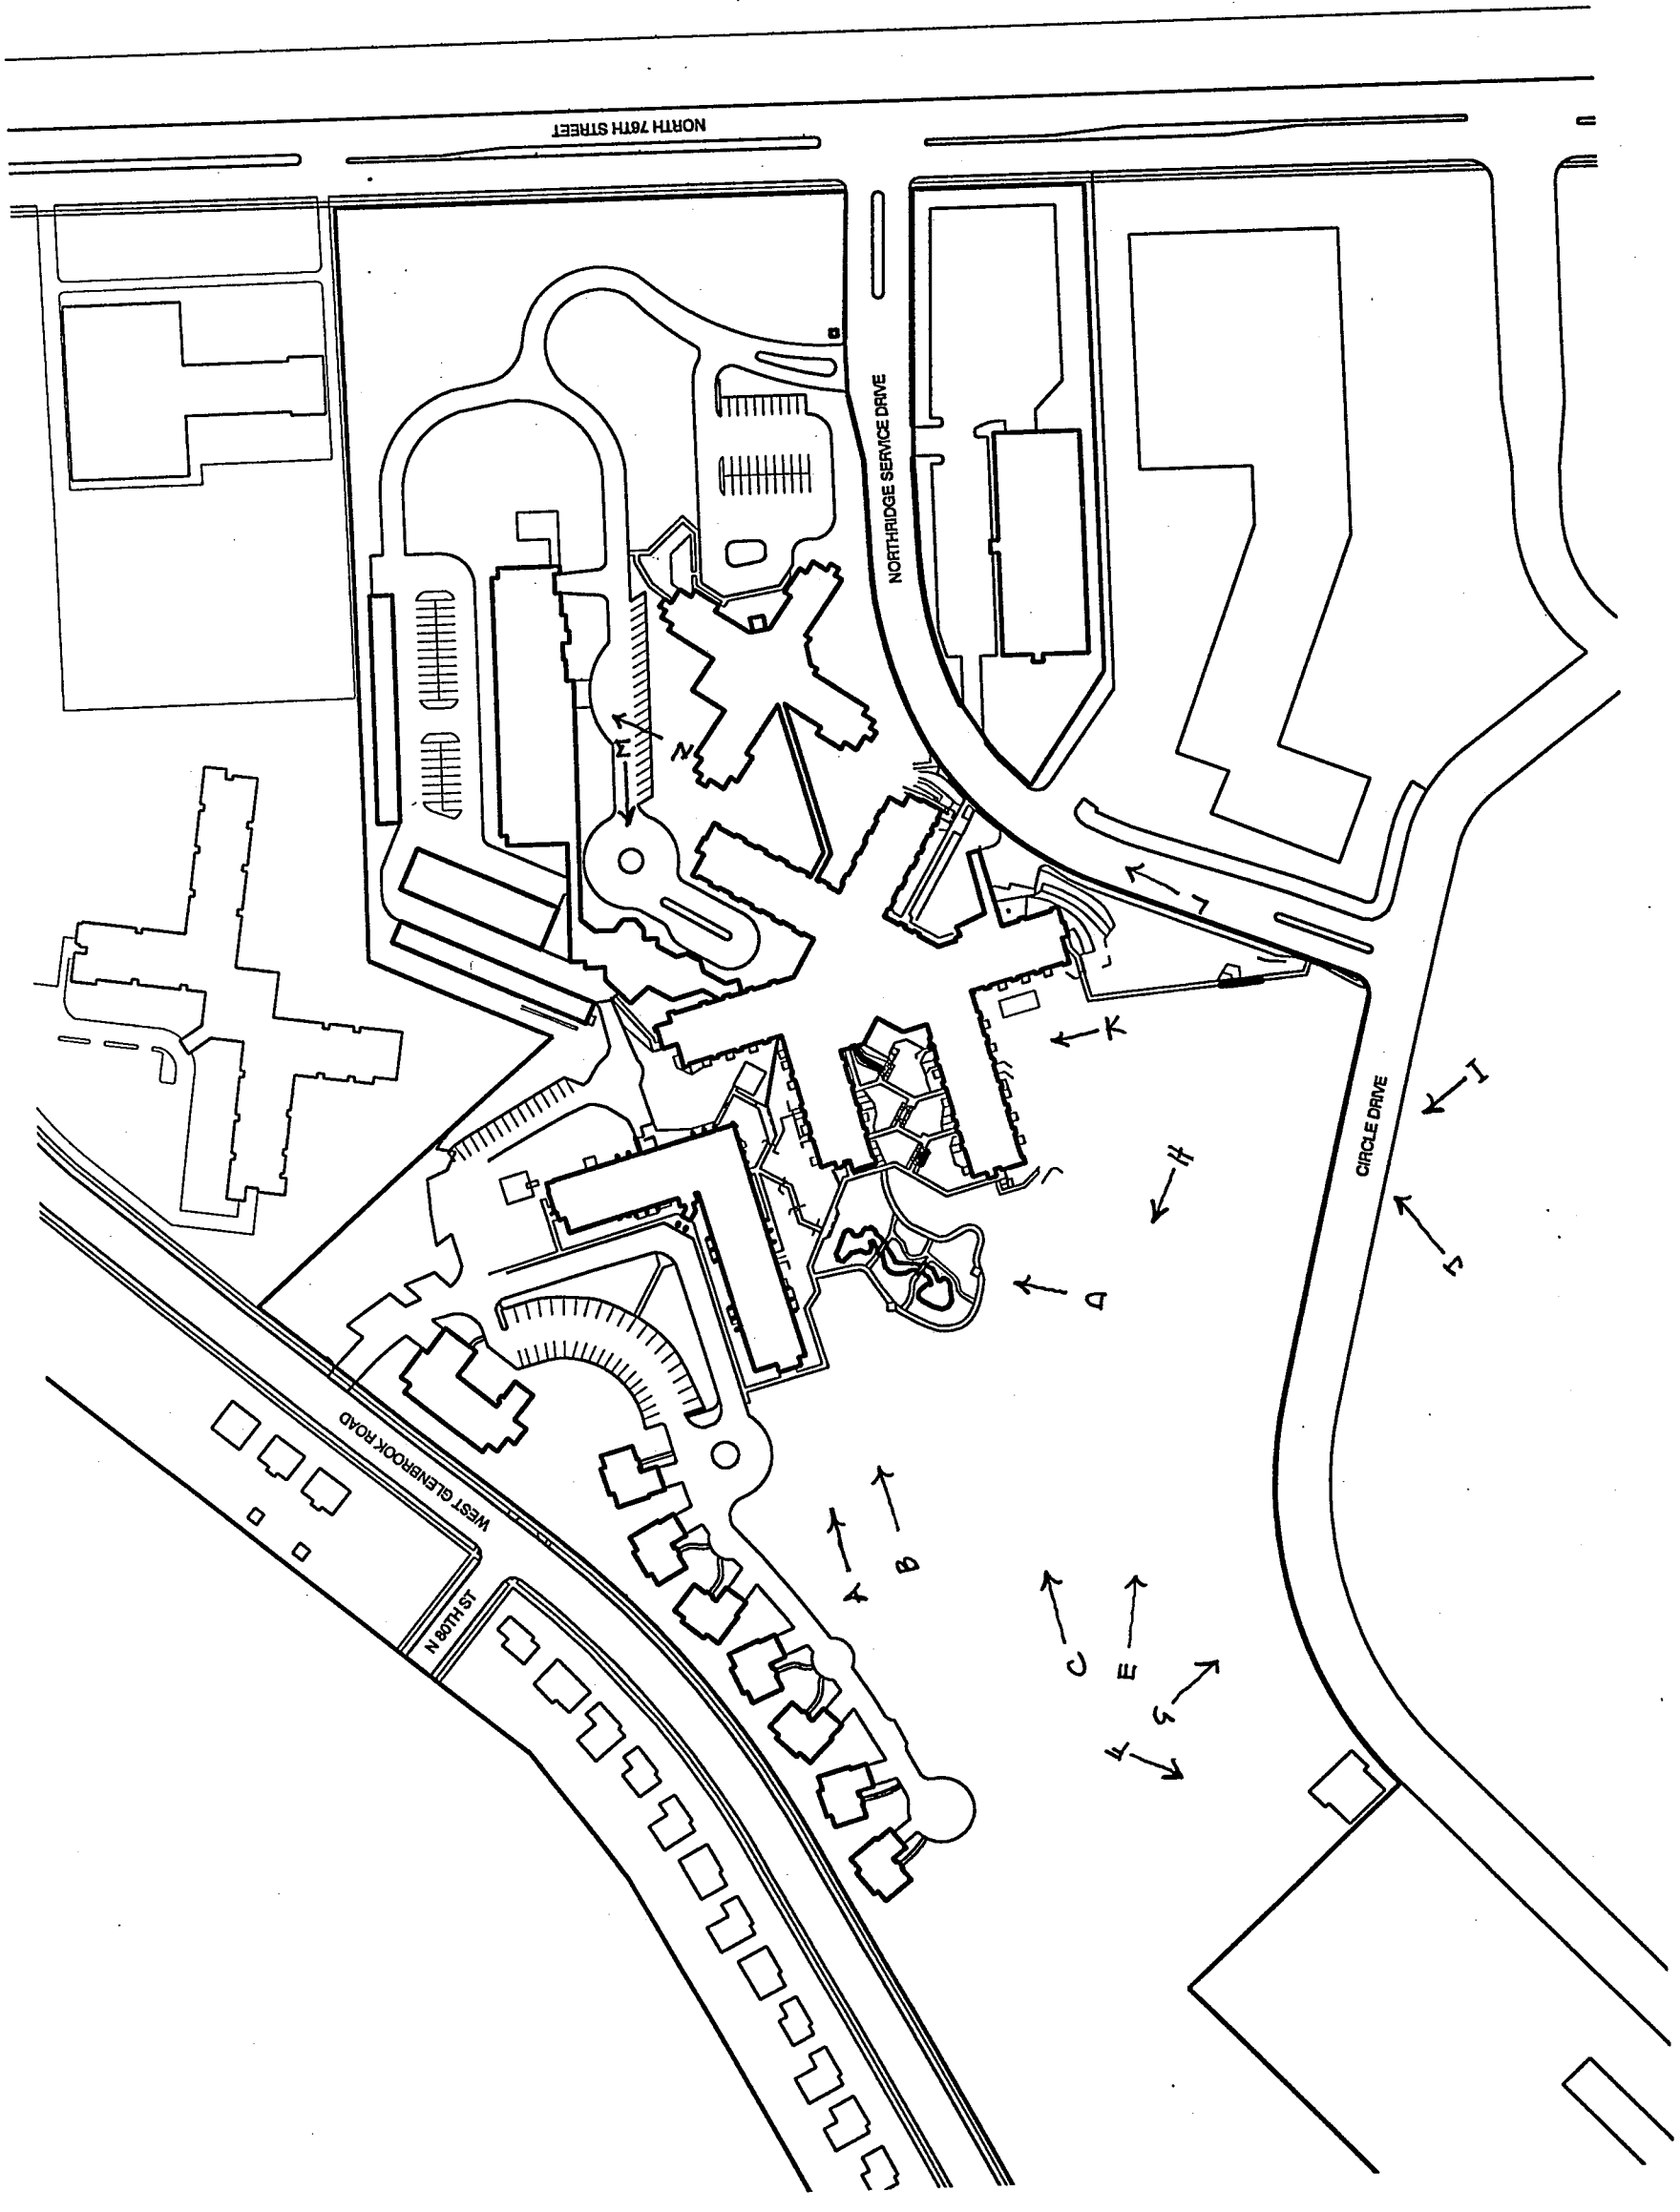 NORTH 76TH STREET
NORTHRIDGE SERVICE DRIVE
CIRCLE DRIVE
WEST GLENBROOK ROAD
N 80TH ST
M
N
L
K
I
H
J
D
B
A
C
E
G
F